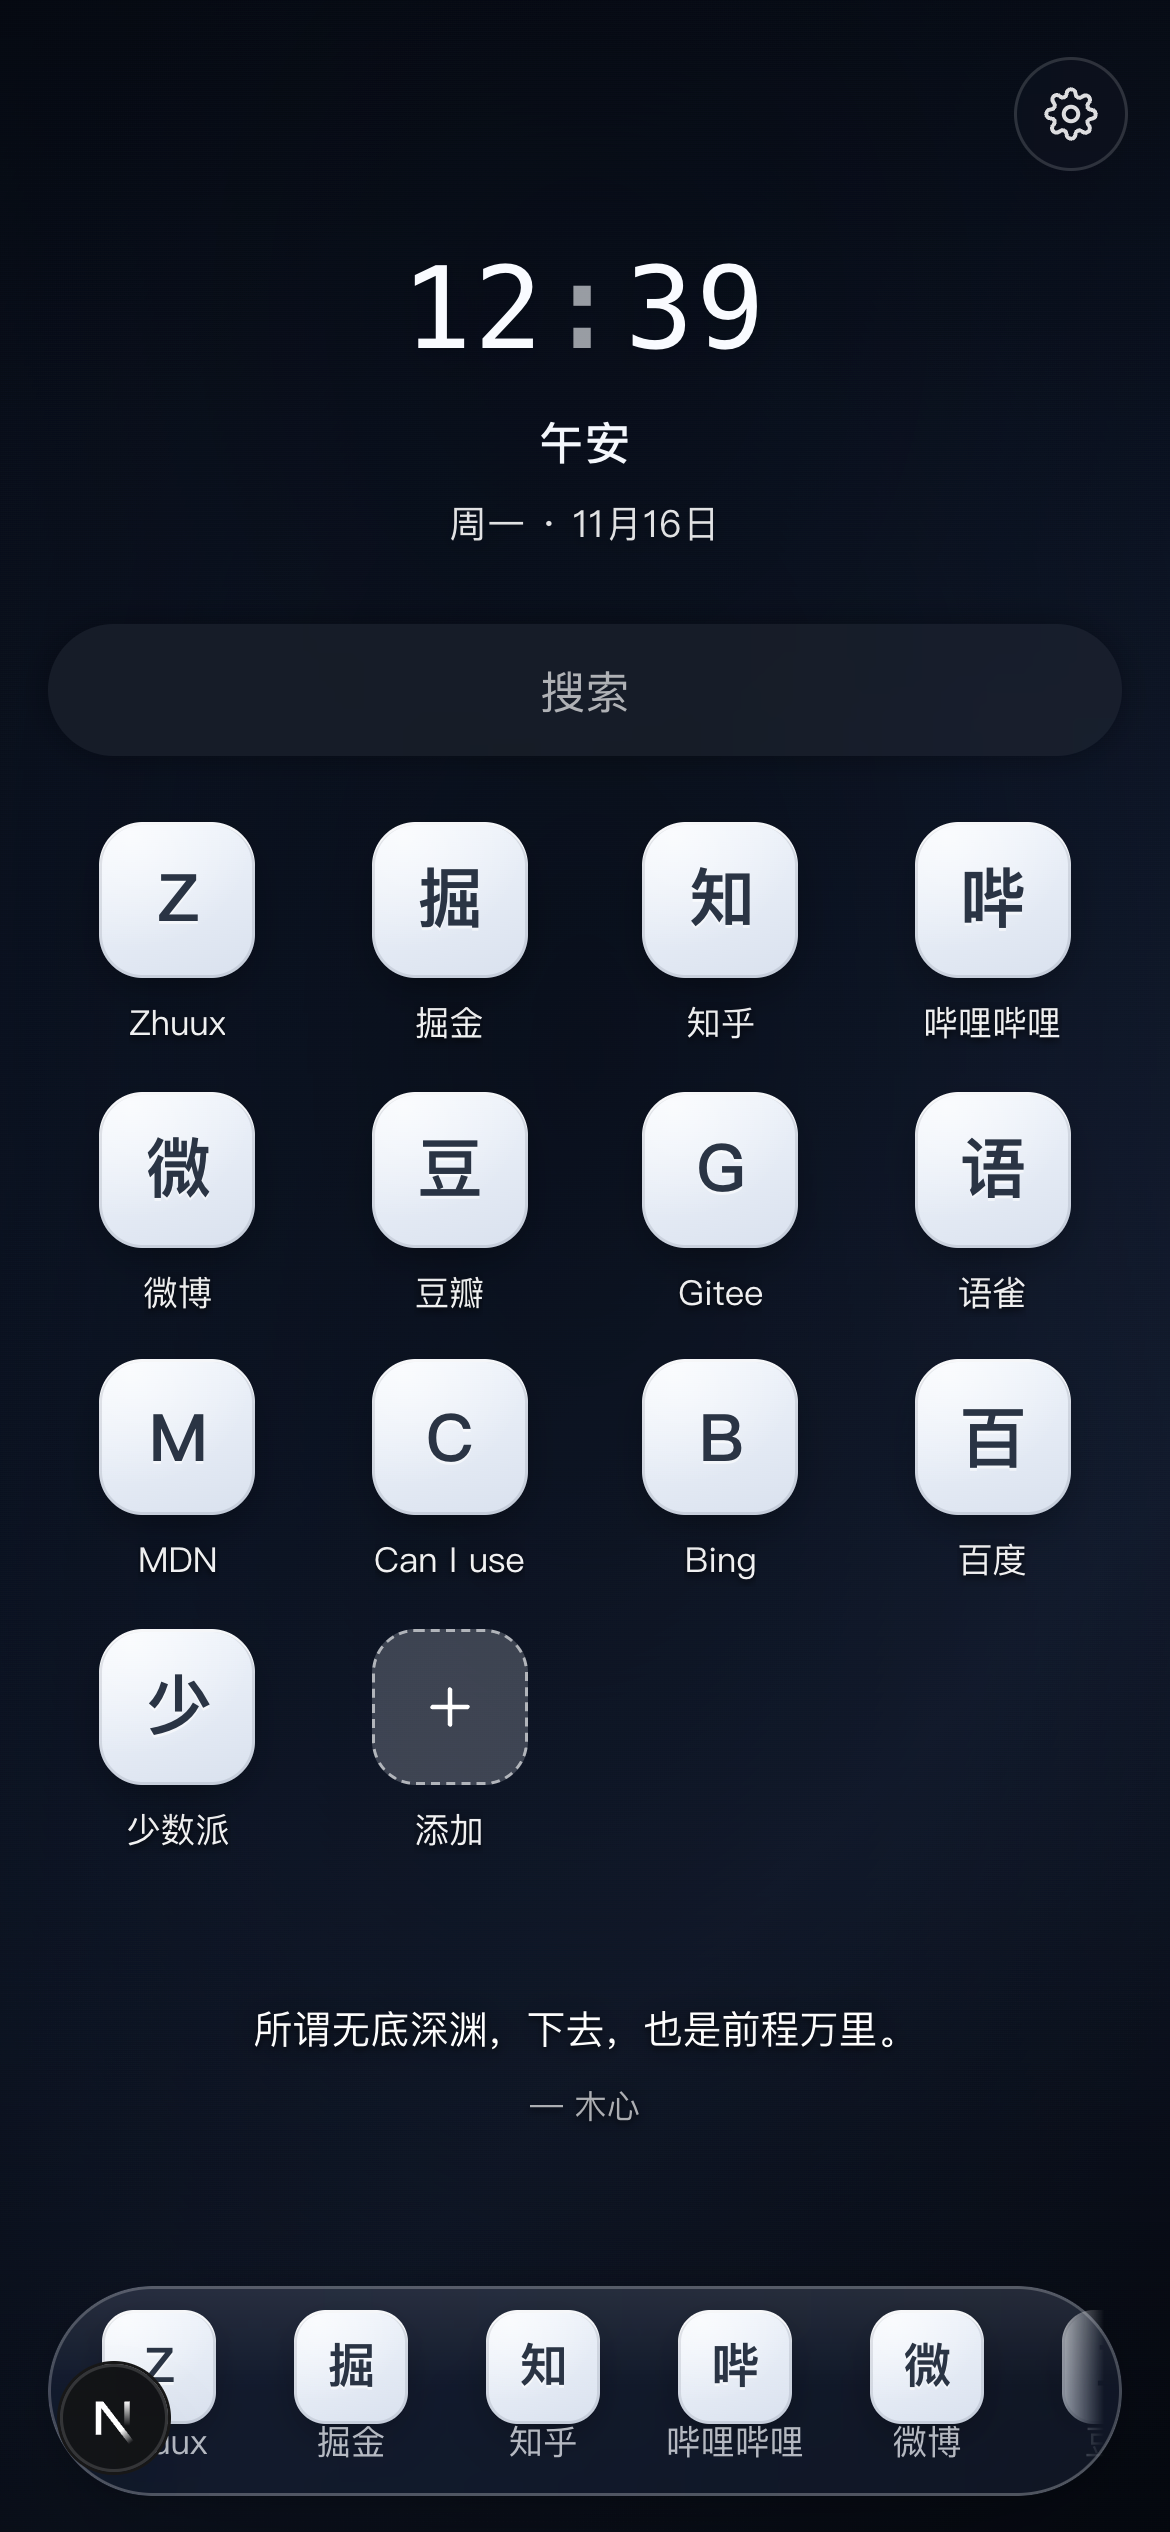 12:39
午安
周一 · 11月16日
搜索
Z 掘 知 哔
Zhuux 掘金 知乎 哔哩哔哩
微 豆 G 语
微博 豆瓣 Gitee 语雀
M C B 百
MDN Can I use Bing 百度
少 +
少数派 添加
所谓无底深渊，下去，也是前程万里。
— 木心
Z 掘 知 哔 微
N
ux 掘金 知乎 哔哩哔哩 微博